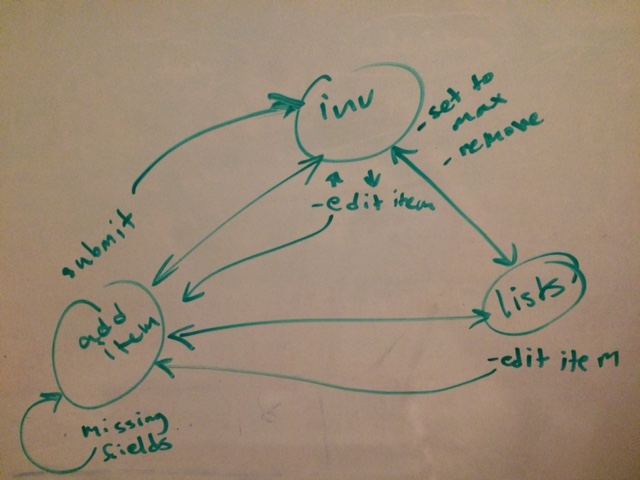 inv
- set to
max
- remove
- edit item
submit
lists
add
item
- edit item
missing
fields